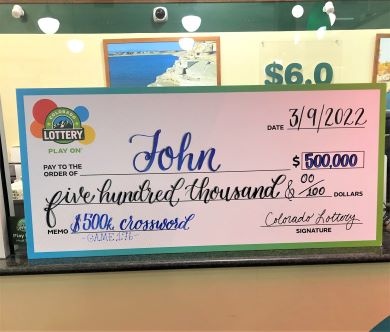 $6.0
COLORADO
LOTTERY
PLAY ON®
DATE 3/9/2022
PAY TO THE
ORDER OF John $ 500,000
five hundred thousand & 00/100 DOLLARS
MEMO $500k crossword
Colorado Lottery
SIGNATURE